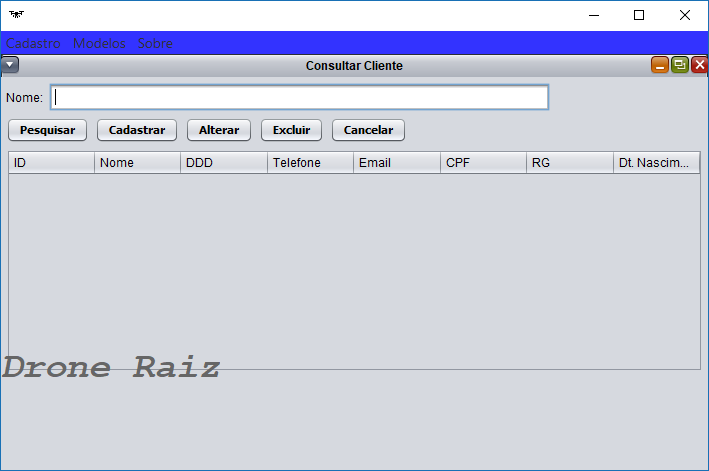 Cadastro Modelos Sobre
Consultar Cliente
Nome:
Pesquisar Cadastrar Alterar Excluir Cancelar
ID Nome DDD Telefone Email CPF RG Dt. Nascim...
Drone Raiz